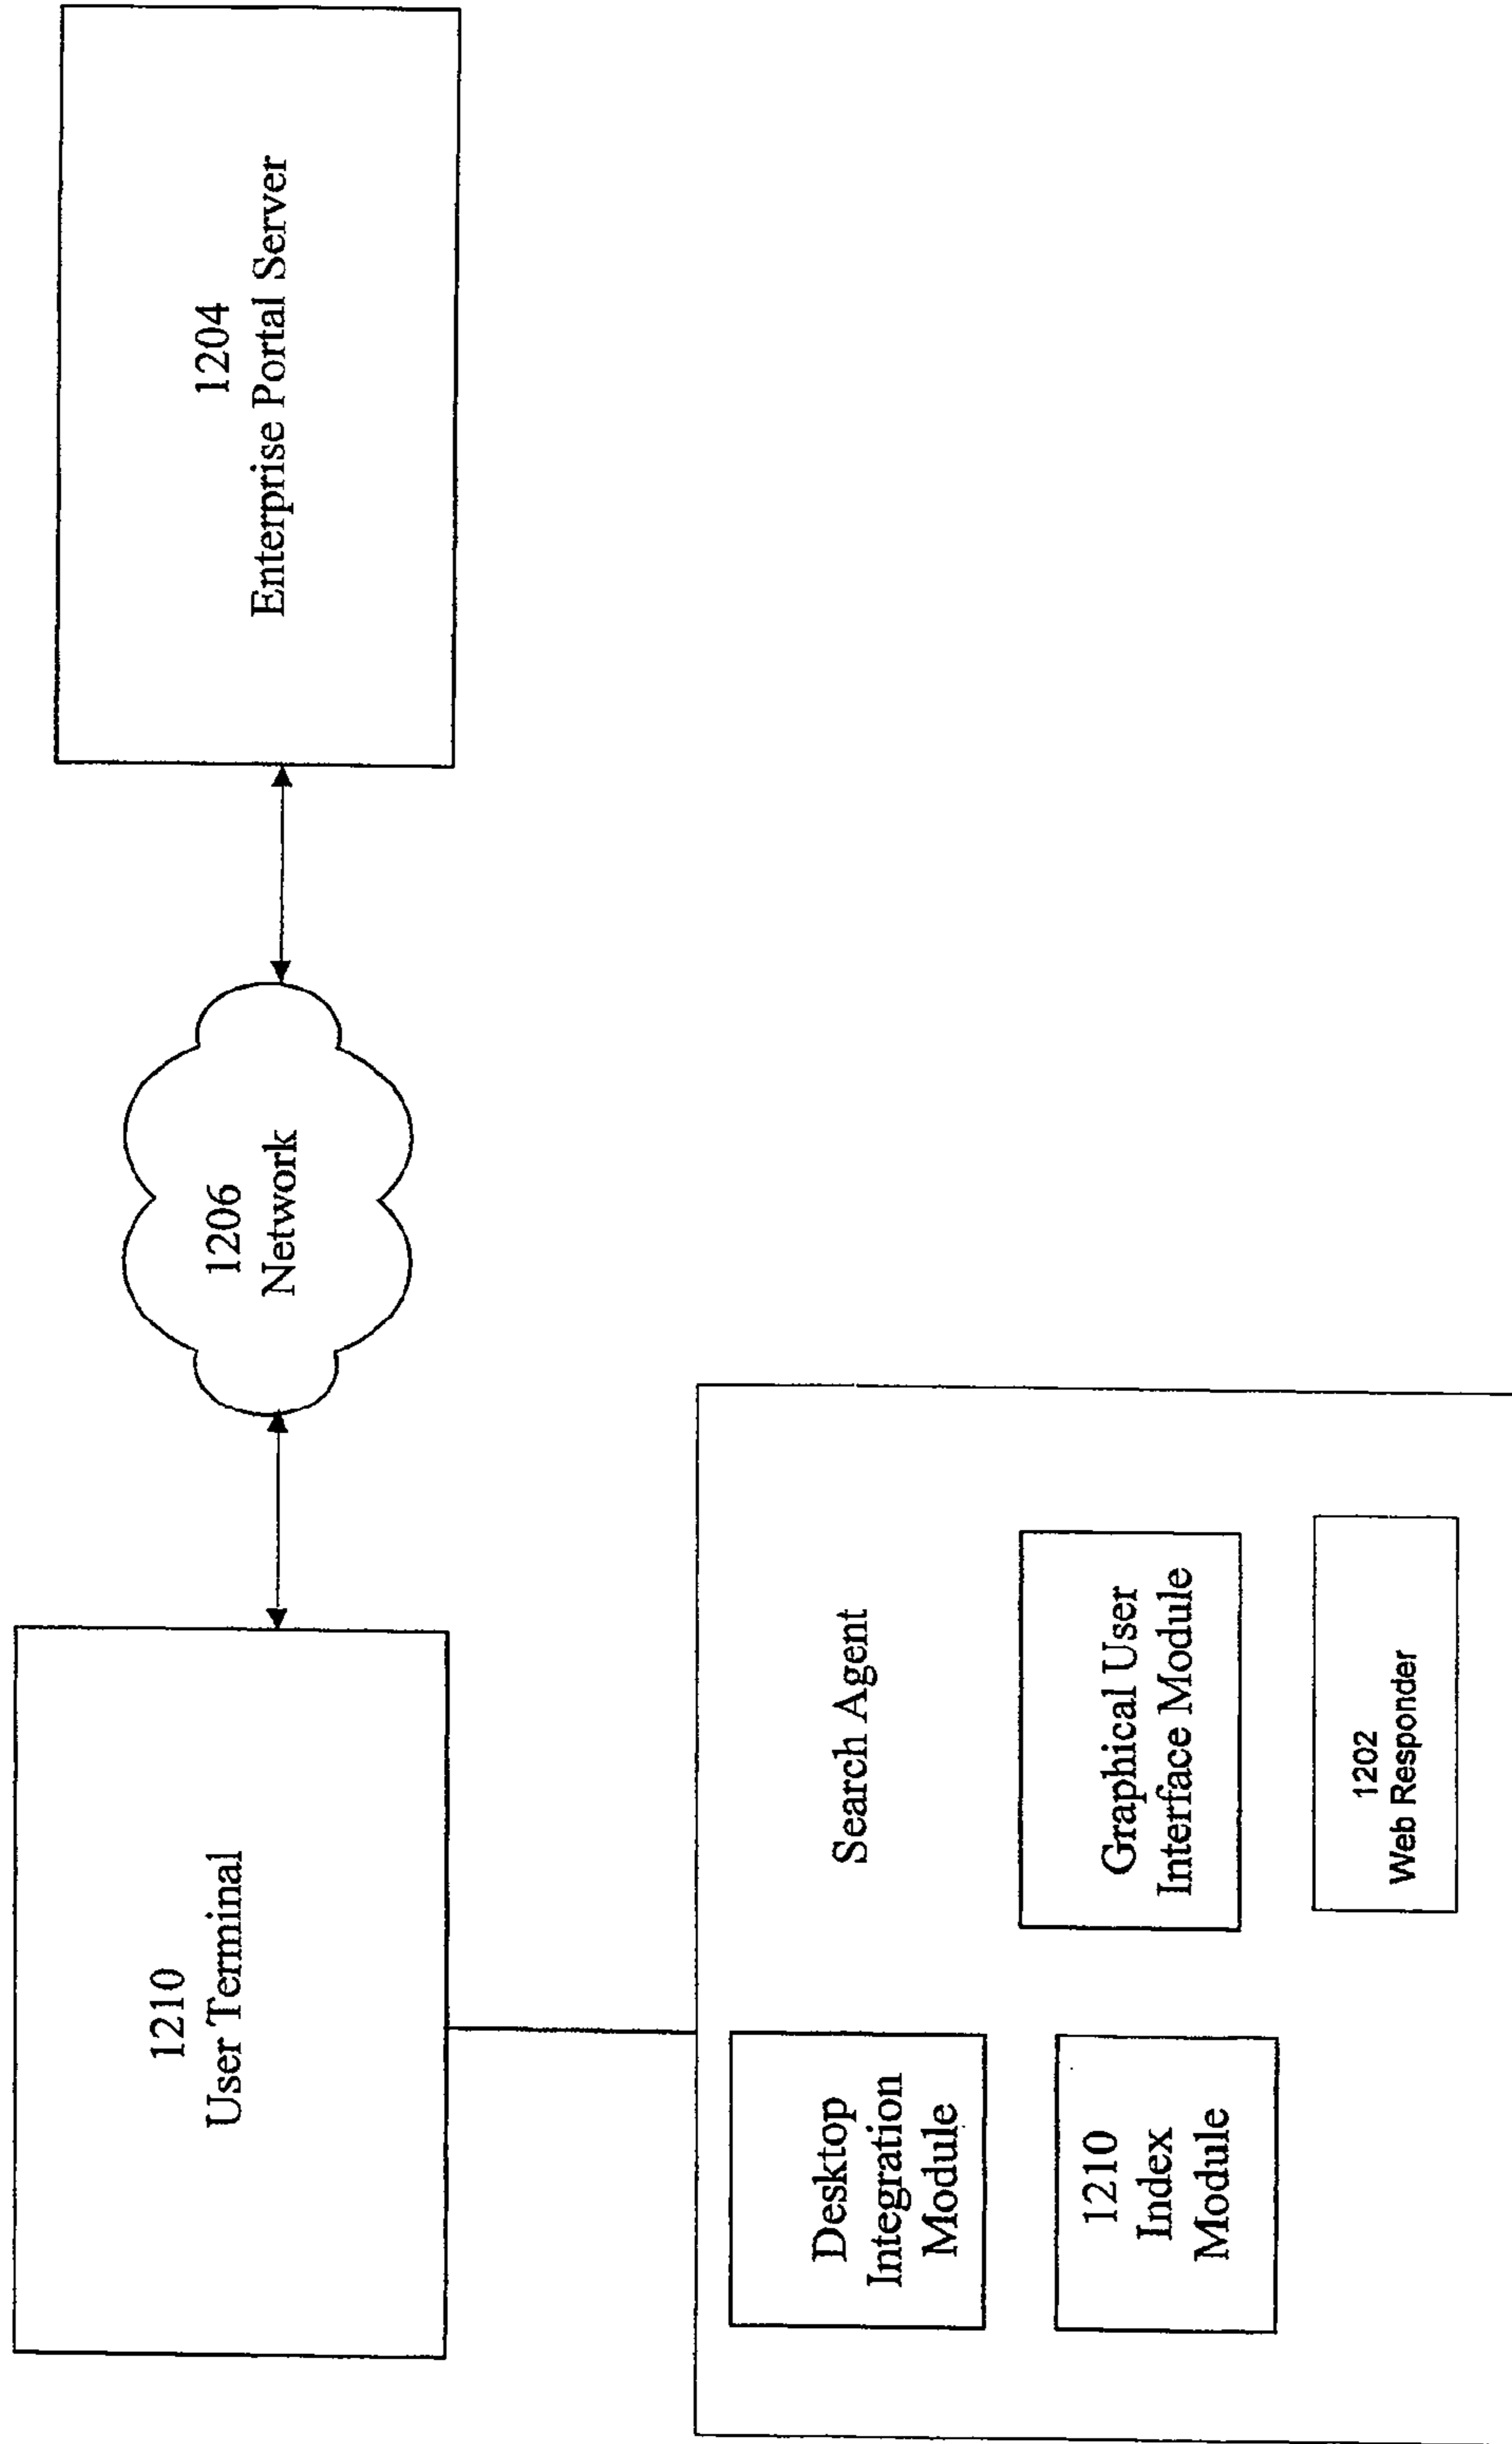 1210
User Terminal
1206
Network
1204
Enterprise Portal Server
Search Agent
Desktop
Integration
Module
Graphical User
Interface Module
1210
Index
Module
1202
Web Responder